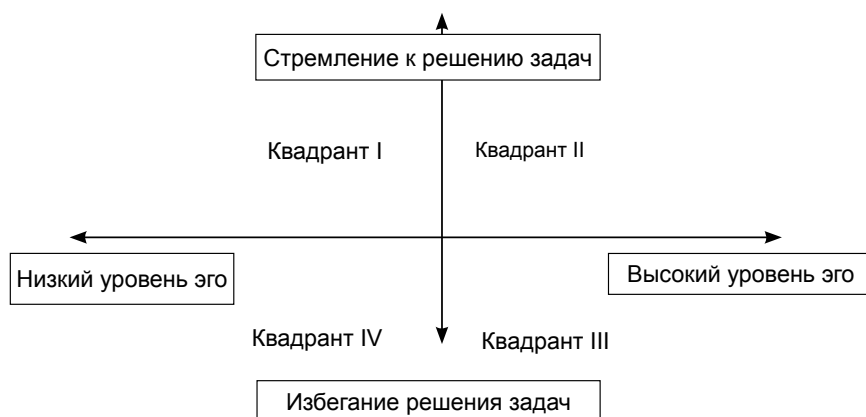 Стремление к решению задач
Квадрант I
Квадрант II
Низкий уровень эго
Высокий уровень эго
Квадрант IV
Квадрант III
Избегание решения задач